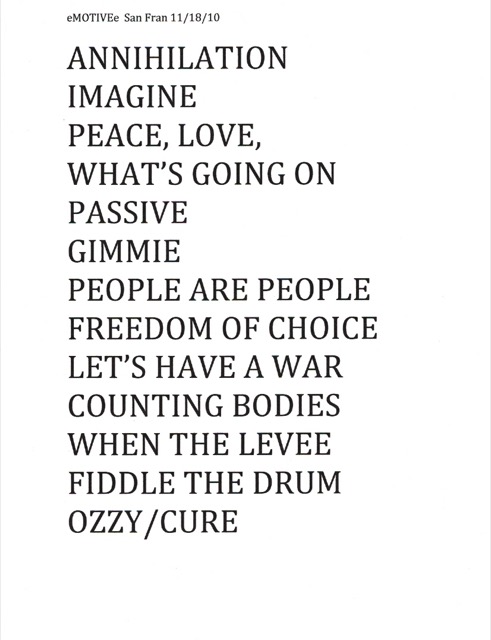 eMOTIVEe San Fran 11/18/10
ANNIHILATION
IMAGINE
PEACE, LOVE,
WHAT'S GOING ON
PASSIVE
GIMMIE
PEOPLE ARE PEOPLE
FREEDOM OF CHOICE
LET'S HAVE A WAR
COUNTING BODIES
WHEN THE LEVEE
FIDDLE THE DRUM
OZZY/CURE